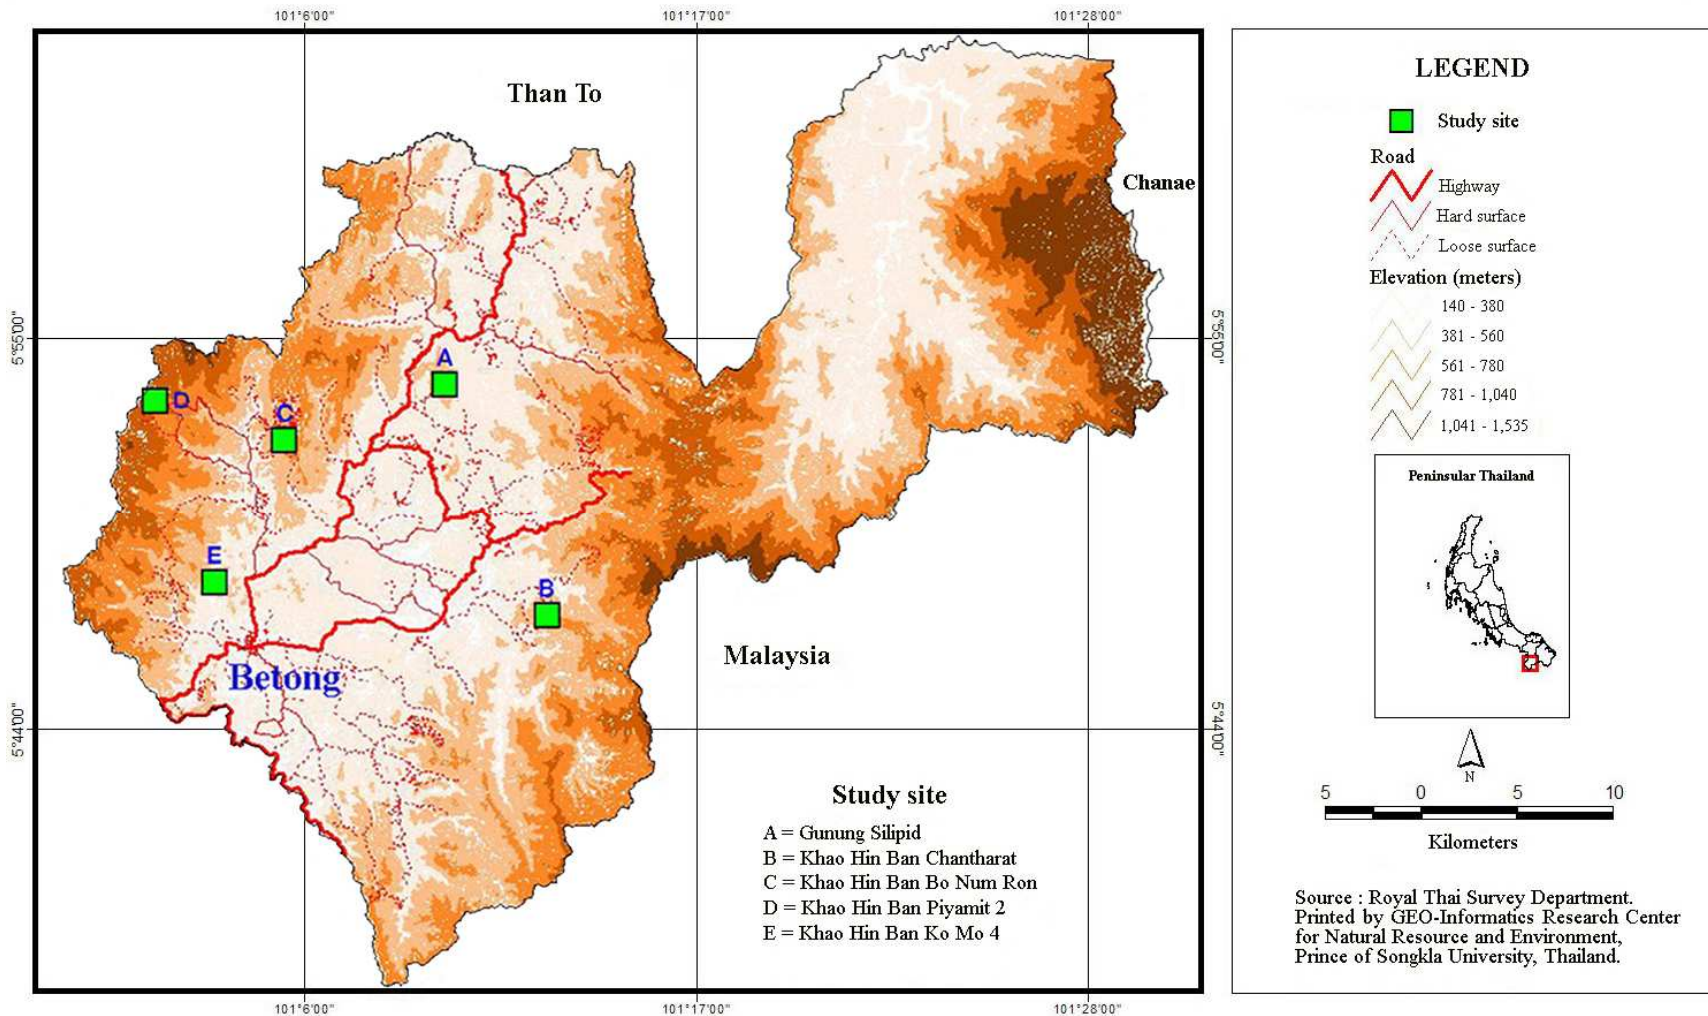 101°6'00"
101°17'00"
101°28'00"
Than To
Chanae
5°55'00"
5°55'00"
A
D
C
E
B
Betong
Malaysia
5°44'00"
5°44'00"
Study site
A = Gunung Silipid
B = Khao Hin Ban Chantharat
C = Khao Hin Ban Bo Num Ron
D = Khao Hin Ban Piyamit 2
E = Khao Hin Ban Ko Mo 4
101°6'00"
101°17'00"
101°28'00"
LEGEND
Study site
Road
Highway
Hard surface
Loose surface
Elevation (meters)
140 - 380
381 - 560
561 - 780
781 - 1,040
1,041 - 1,535
Peninsular Thailand
N
5 0 5 10
Kilometers
Source : Royal Thai Survey Department.
Printed by GEO-Informatics Research Center
for Natural Resource and Environment,
Prince of Songkla University, Thailand.